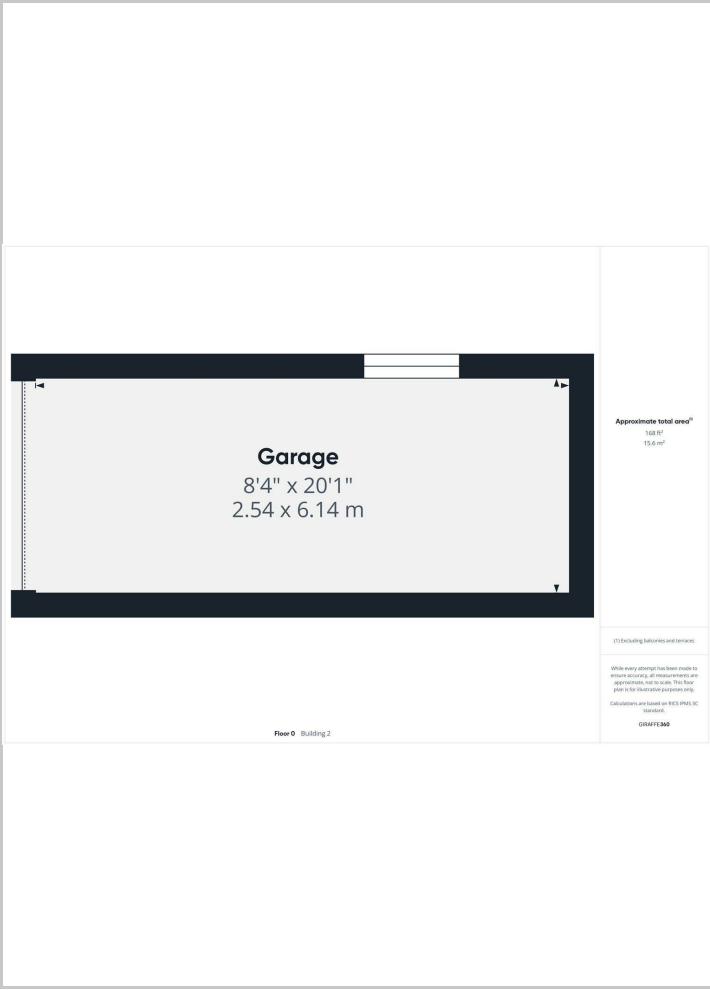 Garage
8'4" x 20'1"
2.54 x 6.14 m
Floor 0 Building 2
Approximate total area(1)
168 ft²
15.6 m²
(1) Excluding balconies and terraces
While every attempt has been made to
ensure accuracy, all measurements are
approximate, not to scale. This floor
plan is for illustrative purposes only.
Calculations are based on RICS IPMS 3C
standard.
GIRAFFE360